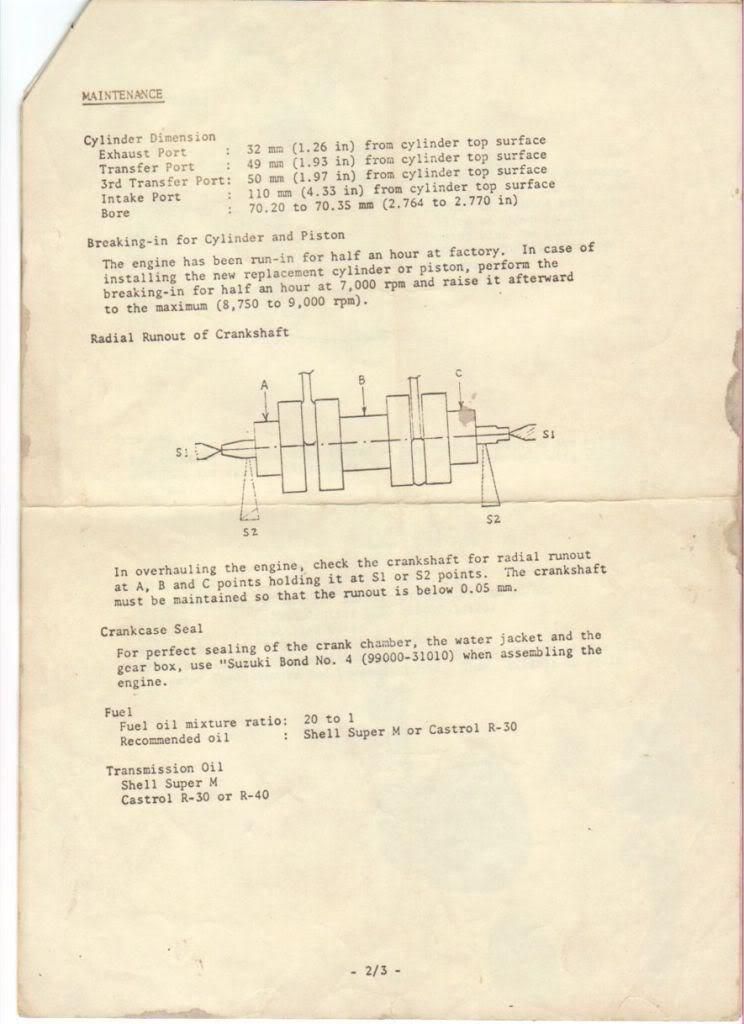 MAINTENANCE
Cylinder Dimension
Exhaust Port : 32 mm (1.26 in) from cylinder top surface
Transfer Port : 49 mm (1.93 in) from cylinder top surface
3rd Transfer Port: 50 mm (1.97 in) from cylinder top surface
Intake Port : 110 mm (4.33 in) from cylinder top surface
Bore : 70.20 to 70.35 mm (2.764 to 2.770 in)
Breaking-in for Cylinder and Piston
The engine has been run-in for half an hour at factory. In case of
installing the new replacement cylinder or piston, perform the
breaking-in for half an hour at 7,000 rpm and raise it afterward
to the maximum (8,750 to 9,000 rpm).
Radial Runout of Crankshaft
A B C
S1 S1
S2 S2
In overhauling the engine, check the crankshaft for radial runout
at A, B and C points holding it at S1 or S2 points. The crankshaft
must be maintained so that the runout is below 0.05 mm.
Crankcase Seal
For perfect sealing of the crank chamber, the water jacket and the
gear box, use "Suzuki Bond No. 4 (99000-31010) when assembling the
engine.
Fuel
Fuel oil mixture ratio: 20 to 1
Recommended oil : Shell Super M or Castrol R-30
Transmission Oil
Shell Super M
Castrol R-30 or R-40
- 2/3 -